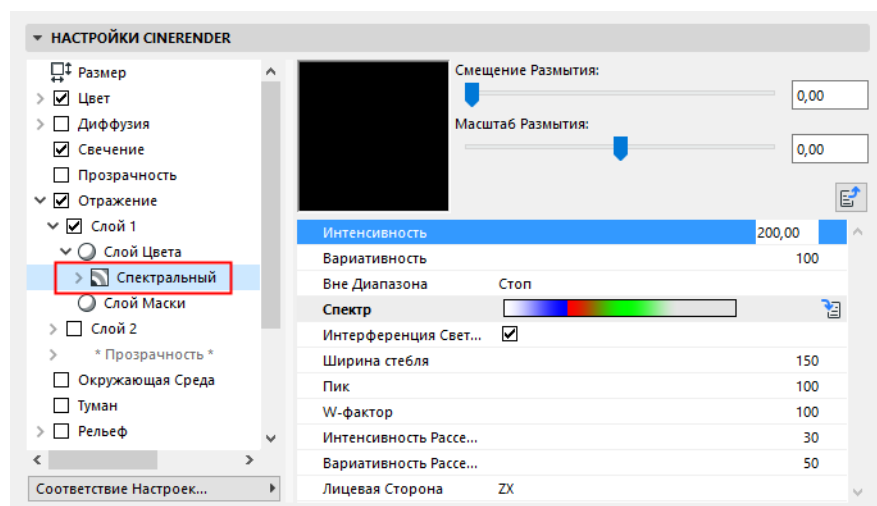 НАСТРОЙКИ CINERENDER
Размер
Цвет
Диффузия
Свечение
Прозрачность
Отражение
Слой 1
Слой Цвета
Спектральный
Слой Маски
Слой 2
* Прозрачность *
Окружающая Среда
Туман
Рельеф
Соответствие Настроек...
Смещение Размытия:
0,00
Масштаб Размытия:
0,00
Интенсивность 200,00
Вариативность 100
Вне Диапазона Стоп
Спектр
Интерференция Свет...
Ширина стебля 150
Пик 100
W-фактор 100
Интенсивность Рассе... 30
Вариативность Рассе... 50
Лицевая Сторона ZX